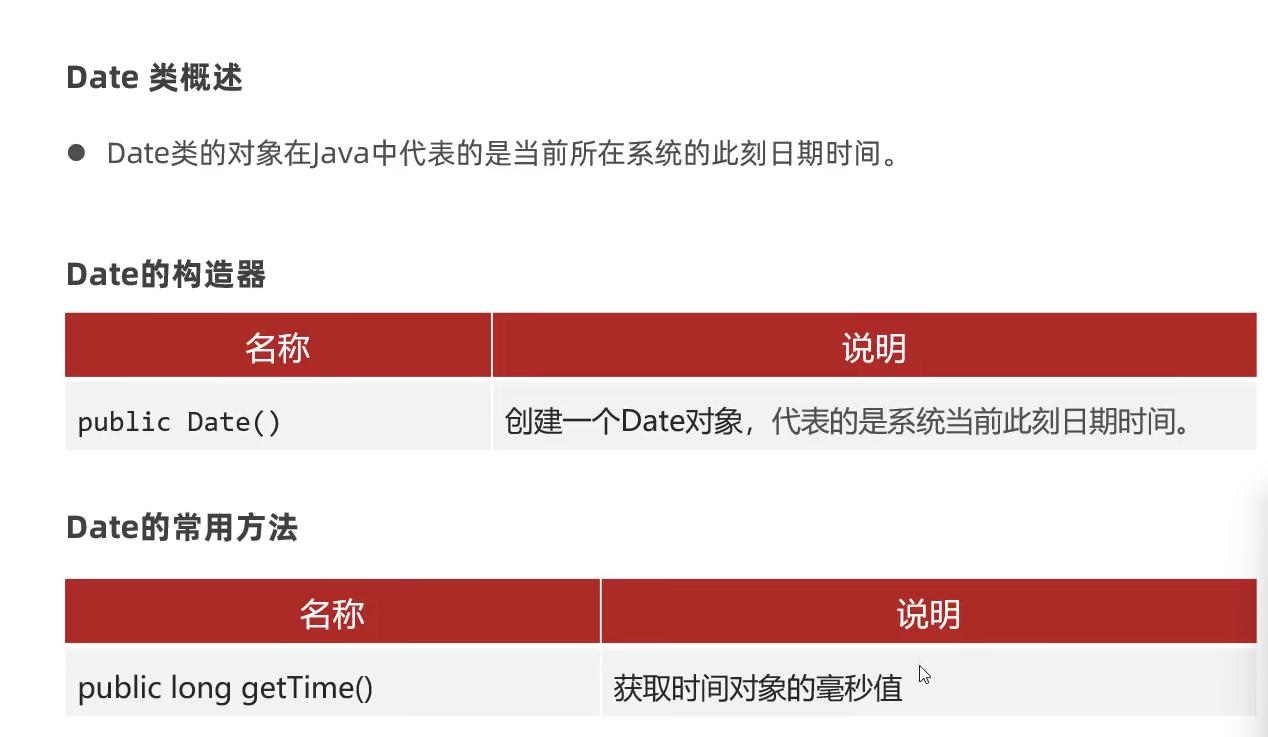 Date 类概述
● Date类的对象在Java中代表的是当前所在系统的此刻日期时间。
Date的构造器
名称 说明
public Date() 创建一个Date对象，代表的是系统当前此刻日期时间。
Date的常用方法
名称 说明
public long getTime() 获取时间对象的毫秒值